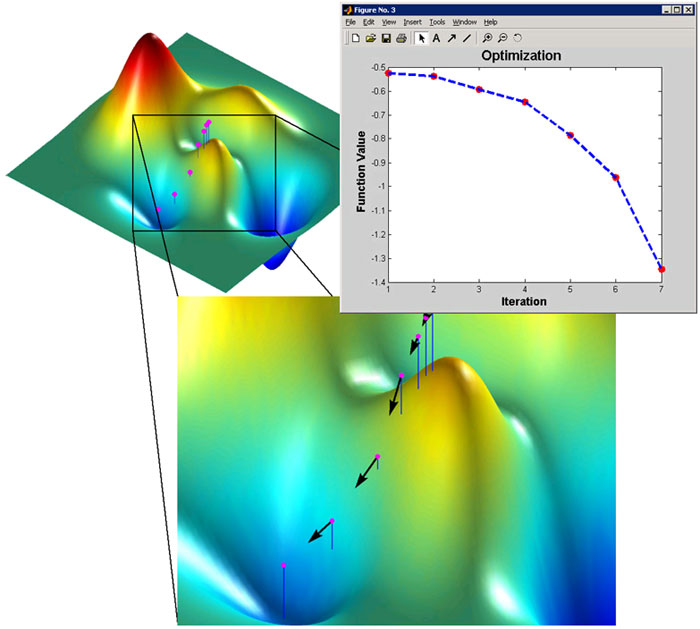 Figure No. 3
File Edit View Insert Tools Window Help
A
Optimization
-0.5
-0.6
-0.7
-0.8
-0.9
-1
-1.1
-1.2
-1.3
-1.4
Function Value
1 2 3 4 5 6 7
Iteration